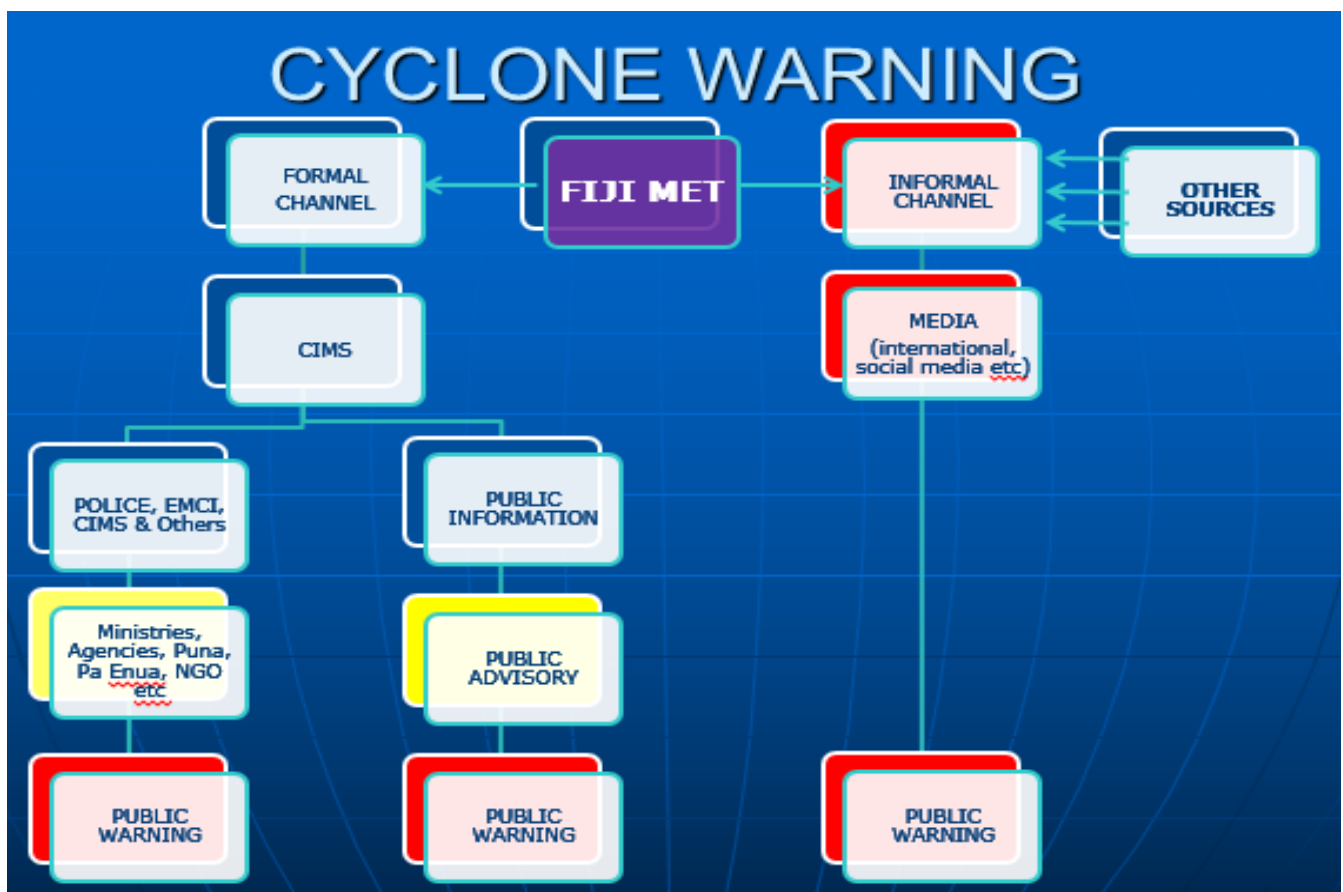 CYCLONE WARNING
FORMAL
CHANNEL
FIJI MET
INFORMAL
CHANNEL
OTHER
SOURCES
CIMS
MEDIA
(international,
social media etc)
POLICE, EMCI,
CIMS & Others
PUBLIC
INFORMATION
Ministries,
Agencies, Puna,
Pa Enua, NGO
etc
PUBLIC
ADVISORY
PUBLIC
WARNING
PUBLIC
WARNING
PUBLIC
WARNING